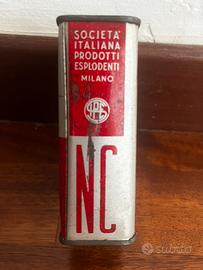 SOCIETA'
ITALIANA
PRODOTTI
ESPLODENTI
MILANO
NC
subito